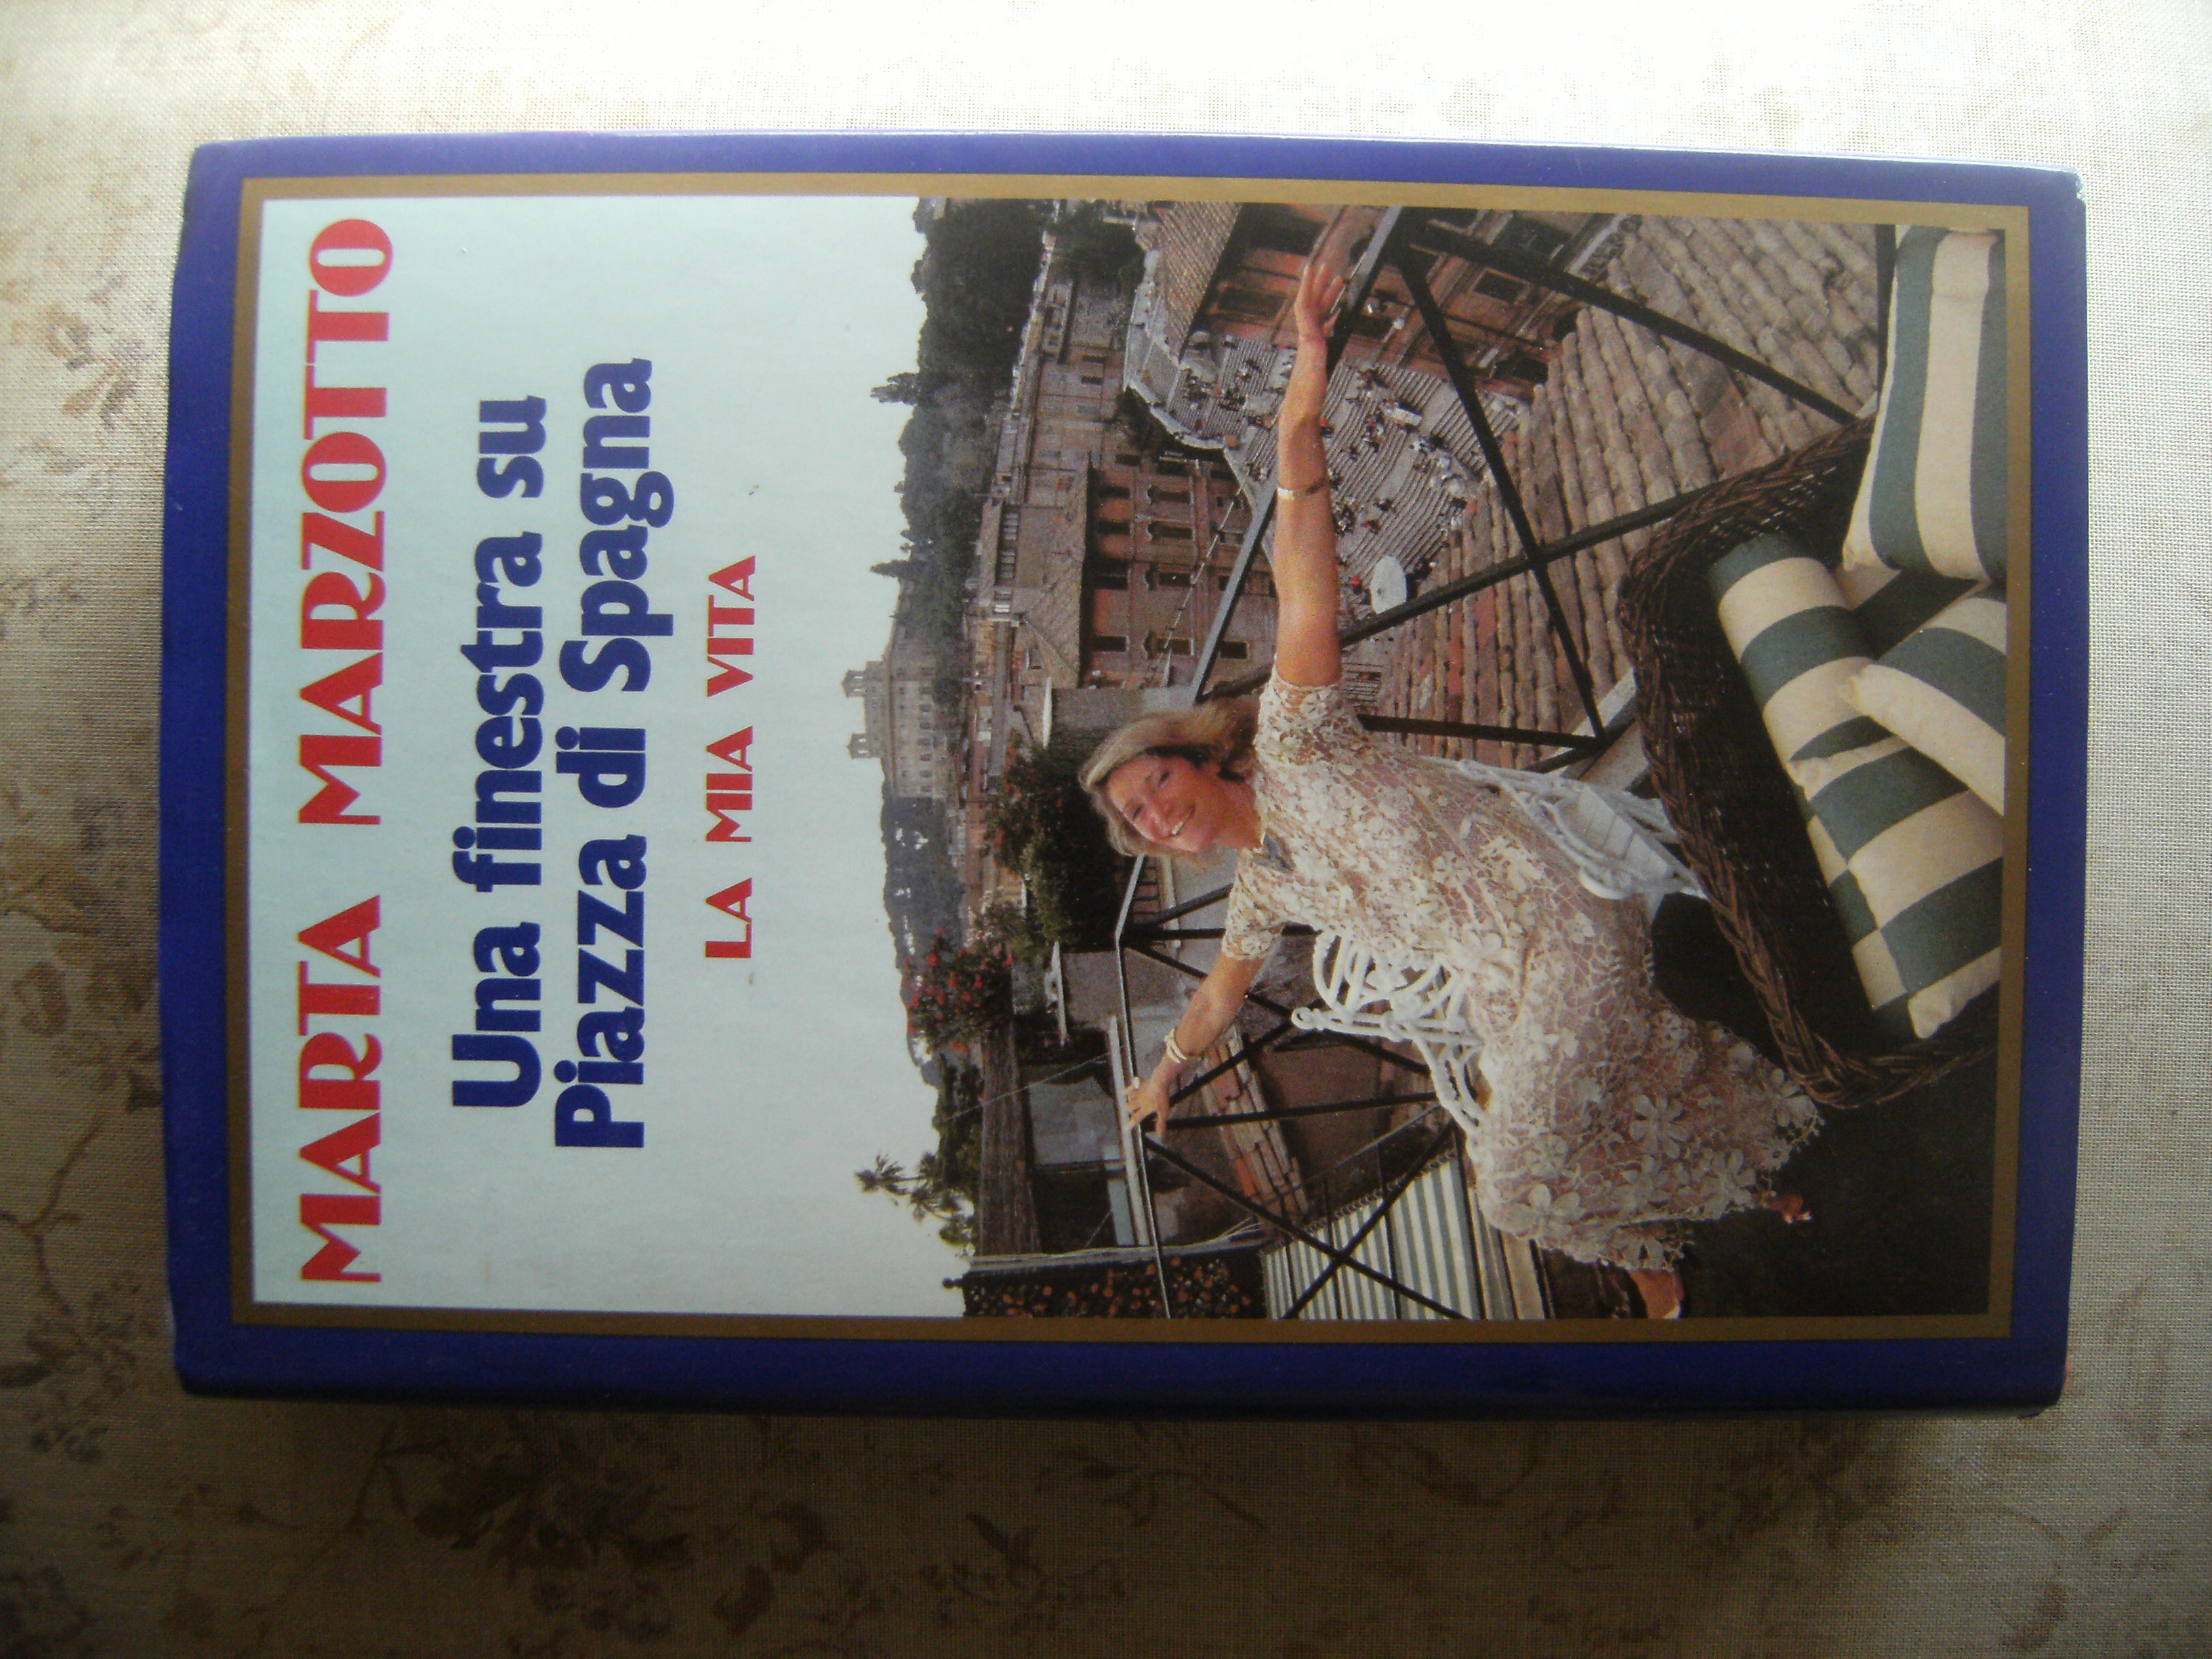 MARTA MARZOTTO
Una finestra su
Piazza di Spagna
LA MIA VITA